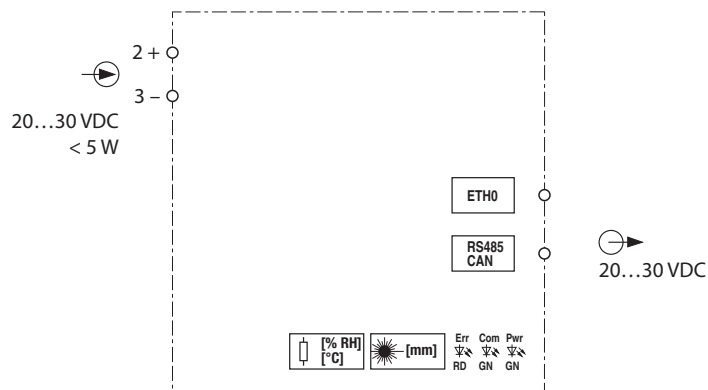 2 +
3 –
20…30 VDC
< 5 W
ETH0
RS485
CAN
20…30 VDC
[% RH]
[°C]
[mm]
Err Com Pwr
RD GN GN